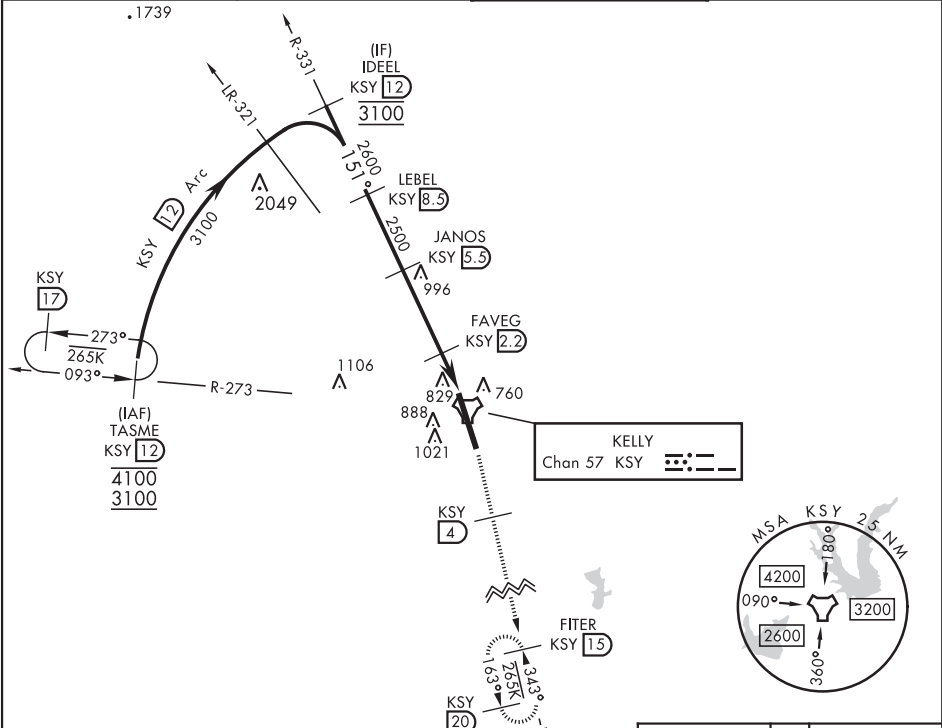 .1739
R-331
(IF)
IDEEL
KSY 12
3100
LR-321
2600
151°
2049
LEBEL
KSY 8.5
KSY 12 Arc
3100
2500
JANOS
KSY 5.5
996
KSY
17
273°
265K
093°
R-273
FAVEG
KSY 2.2
1106
829
760
888
1021
(IAF)
TASME
KSY 12
4100
3100
KELLY
Chan 57 KSY
KSY
4
MSA KSY 25 NM
180°
4200
090°
3200
2600
360°
FITER
KSY 15
163°
265K
343°
KSY
20